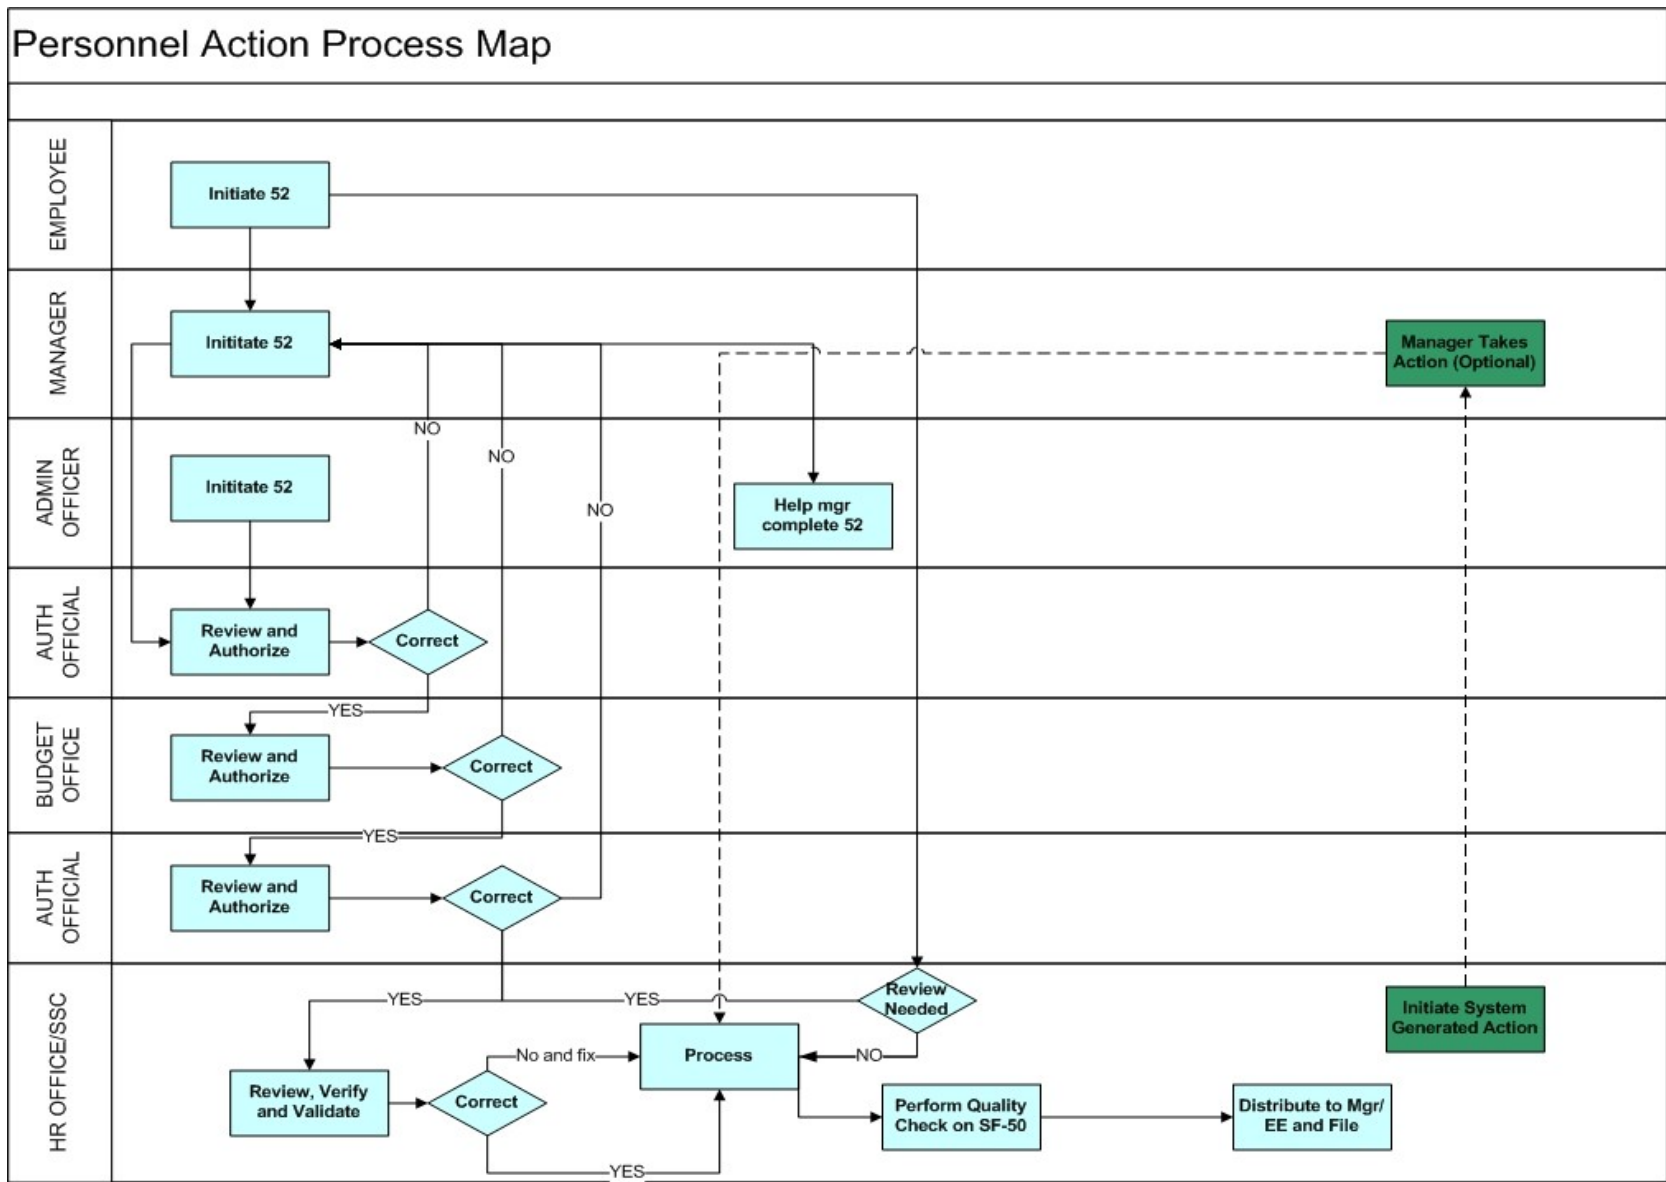 Personnel Action Process Map
EMPLOYEE
Initiate 52
MANAGER
Inititate 52
Manager Takes
Action (Optional)
NO
NO
NO
ADMIN
OFFICER
Inititate 52
Help mgr
complete 52
AUTH
OFFICIAL
Review and
Authorize
Correct
YES
BUDGET
OFFICE
Review and
Authorize
Correct
YES
AUTH
OFFICIAL
Review and
Authorize
Correct
HR OFFICE/SSC
YES
YES
Review
Needed
Initiate System
Generated Action
No and fix
Process
NO
Review, Verify
and Validate
Correct
Perform Quality
Check on SF-50
Distribute to Mgr/
EE and File
YES